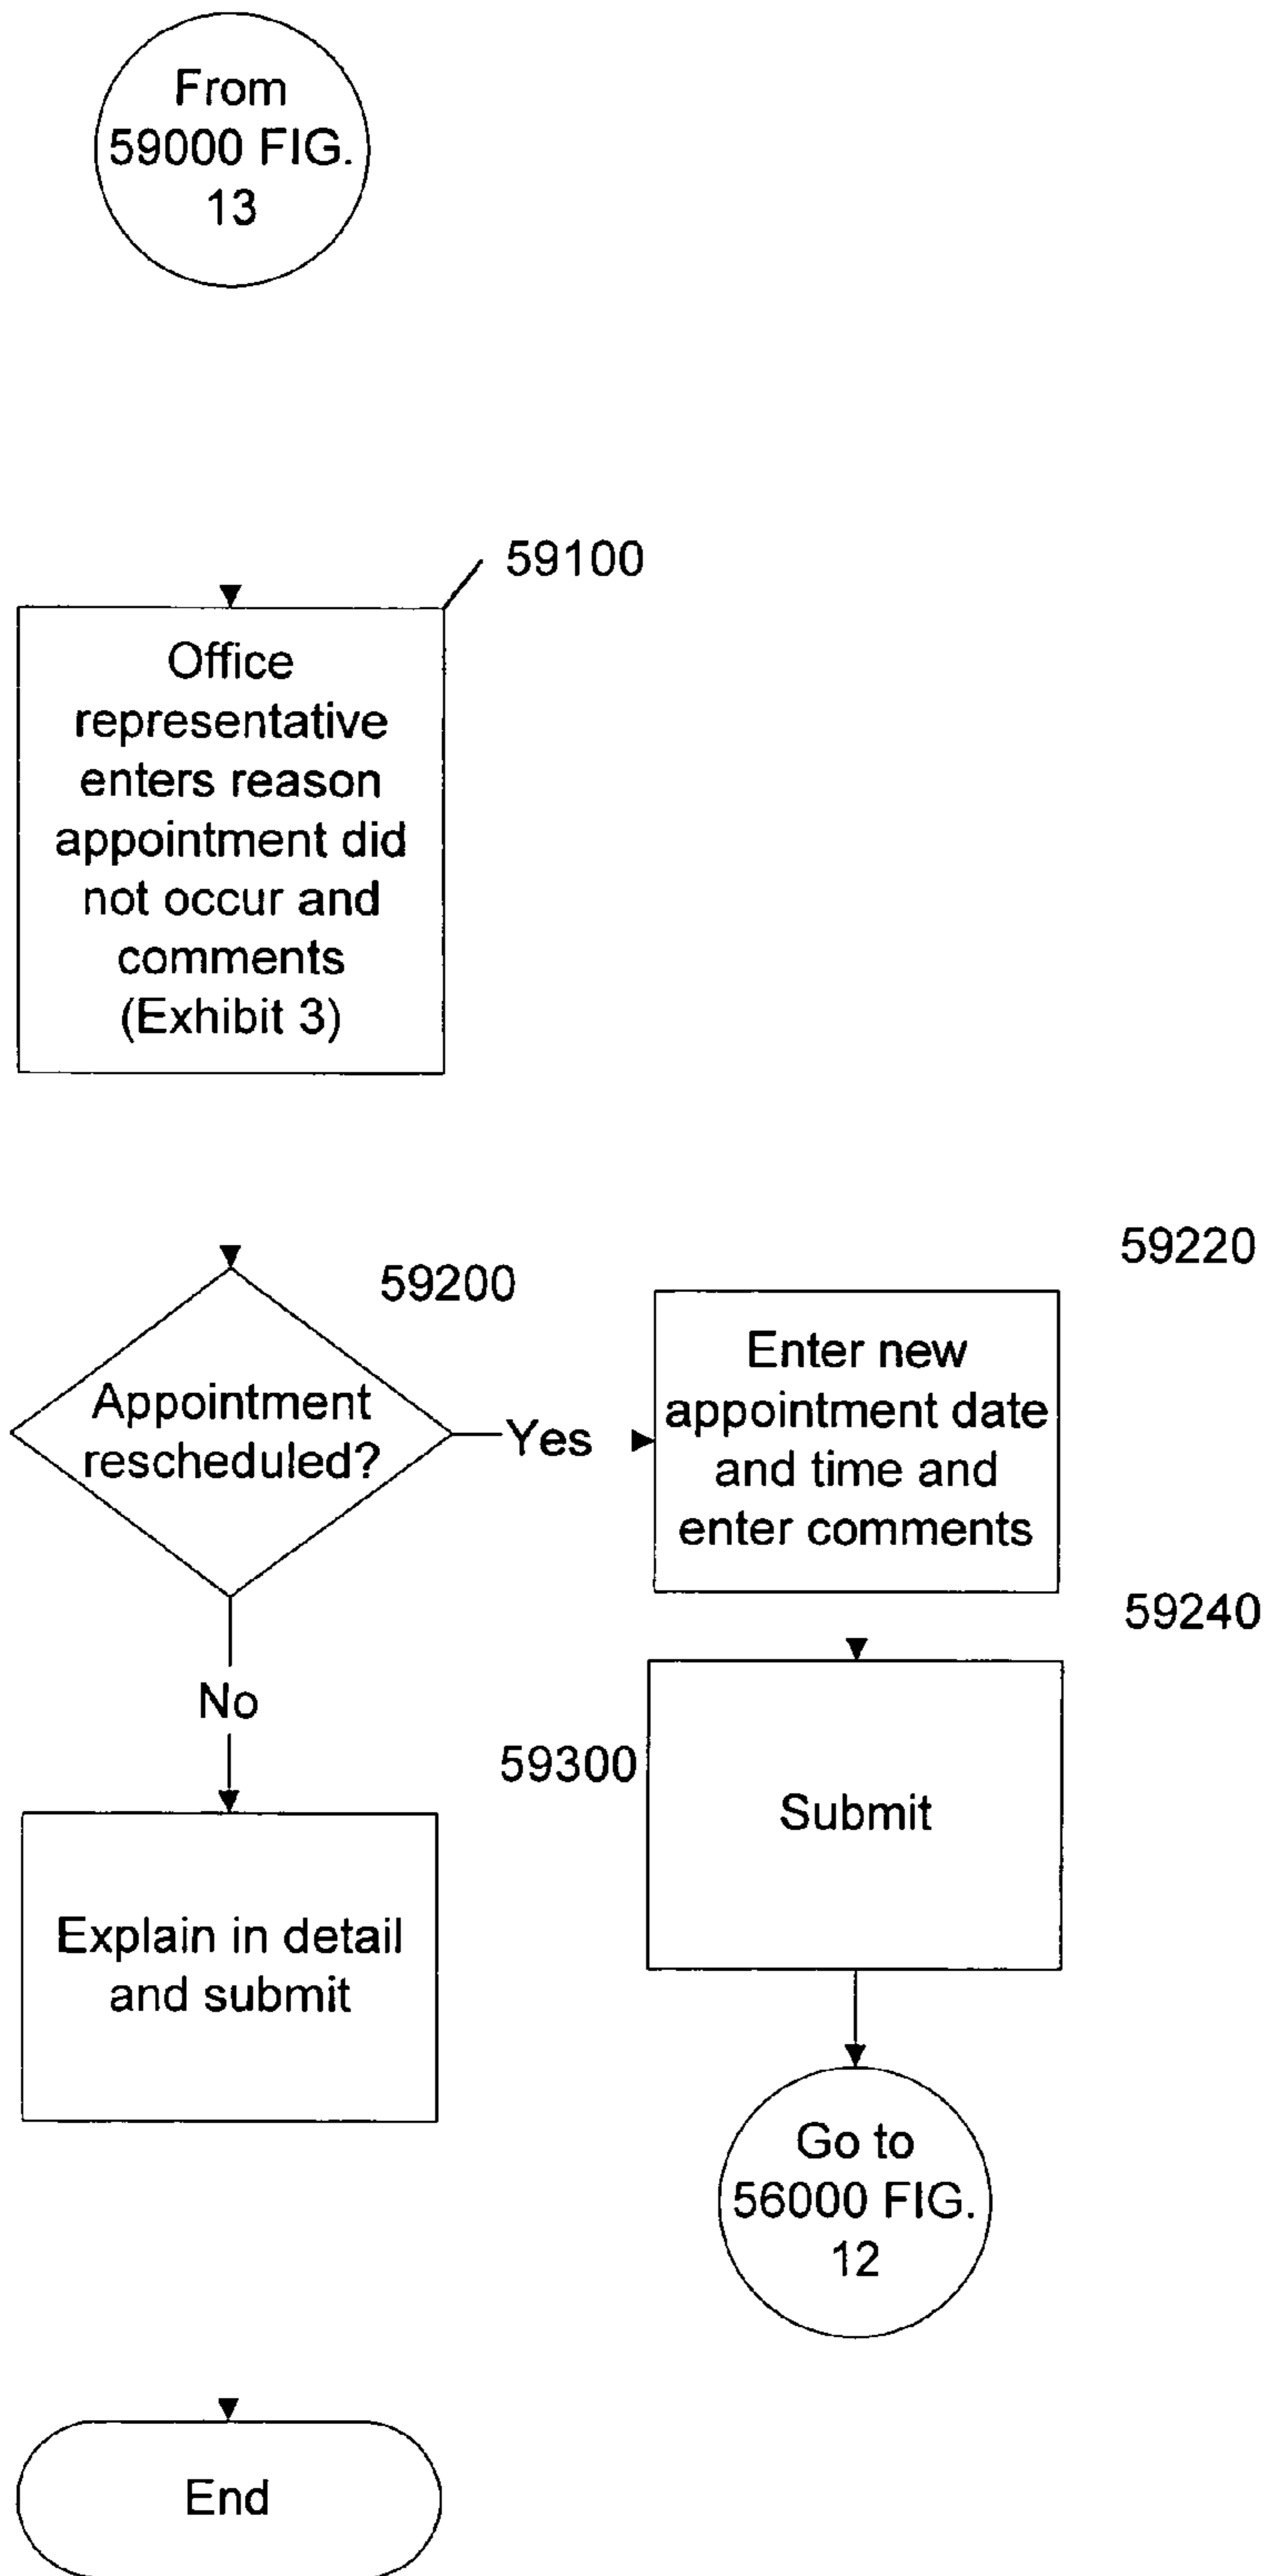 From
59000 FIG.
13
59100
Office
representative
enters reason
appointment did
not occur and
comments
(Exhibit 3)
59200
Appointment
rescheduled?
Yes
59220
Enter new
appointment date
and time and
enter comments
No
59300
Explain in detail
and submit
59240
Submit
Go to
56000 FIG.
12
End